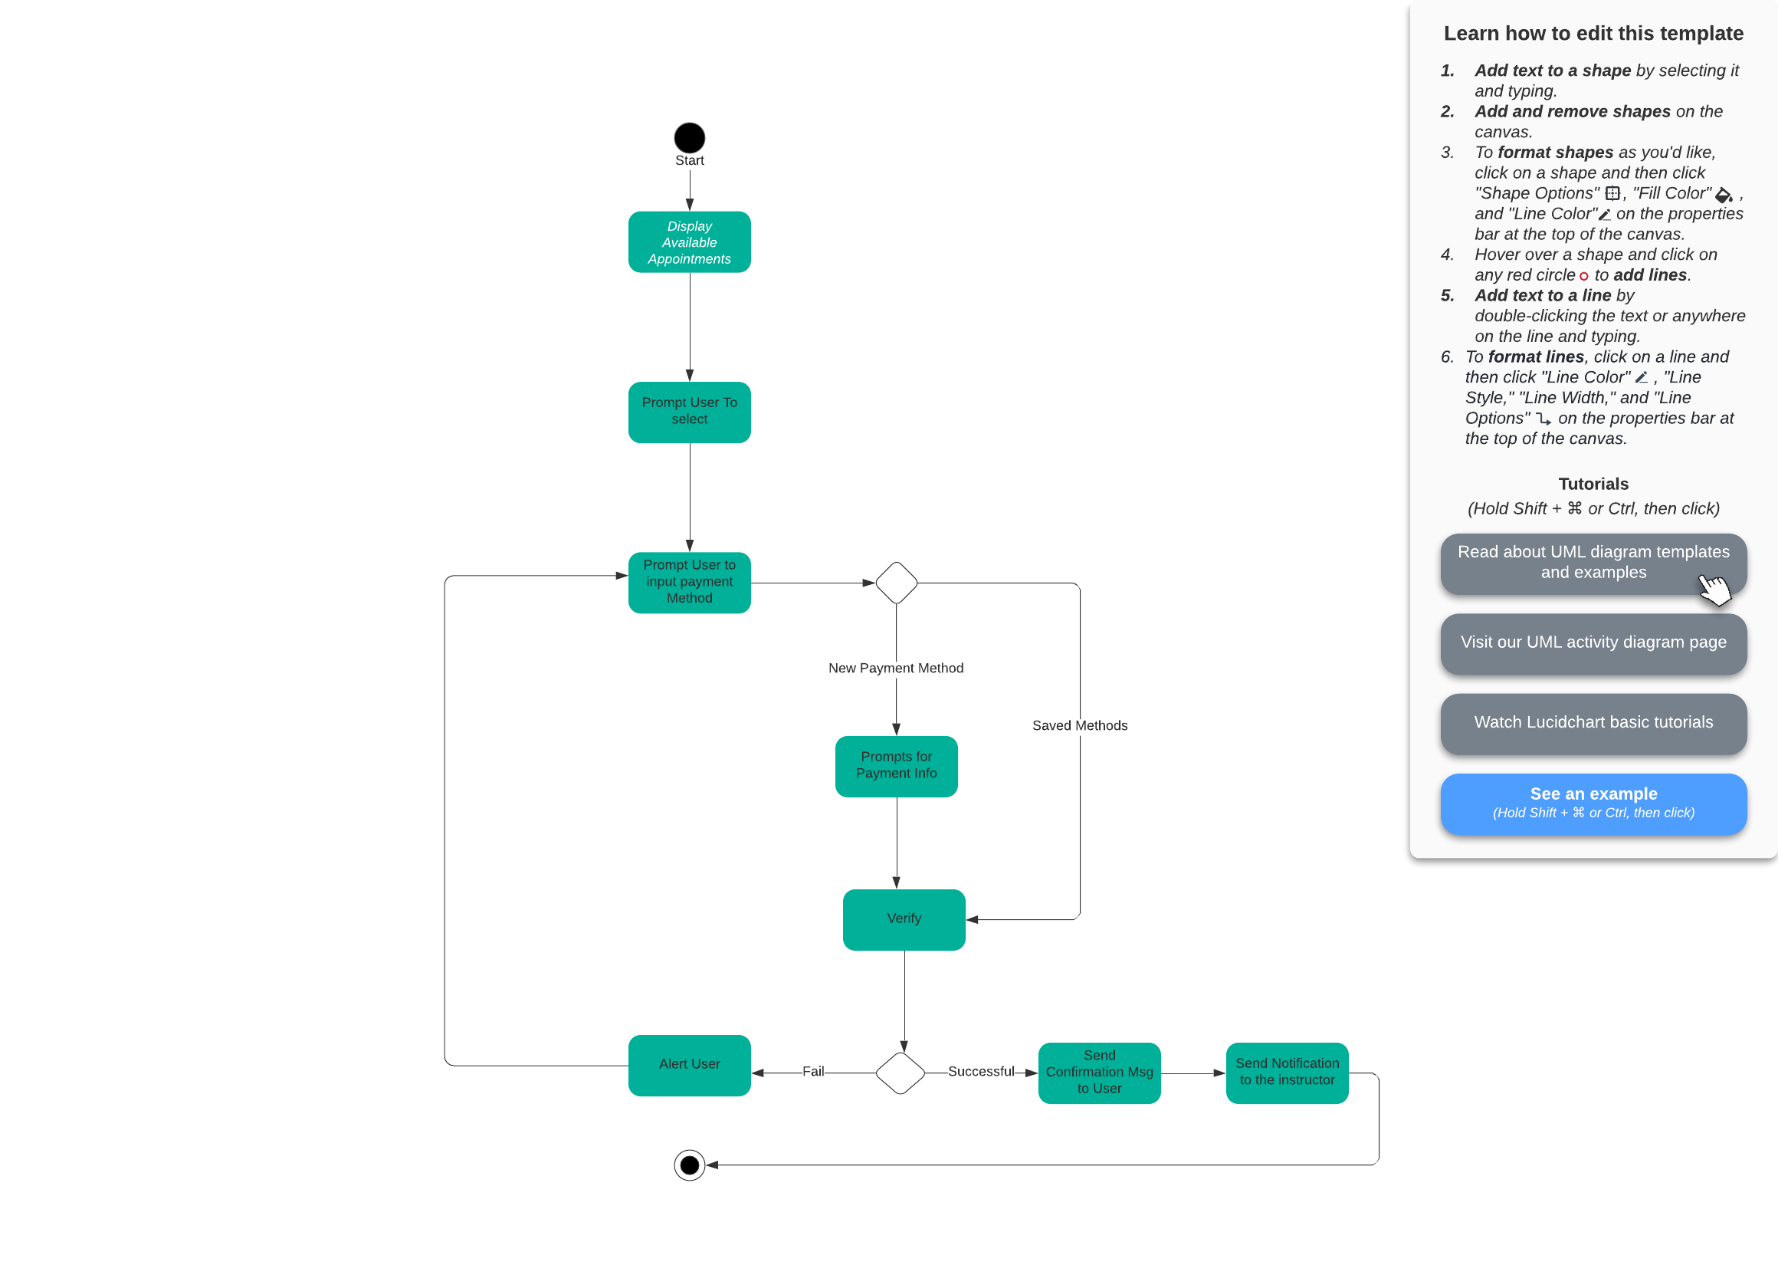 Start
Display
Available
Appointments
Prompt User To
select
Prompt User to
input payment
Method
New Payment Method
Saved Methods
Prompts for
Payment Info
Verify
Alert User
Fail
Successful
Send
Confirmation Msg
to User
Send Notification
to the instructor
Learn how to edit this template
1. Add text to a shape by selecting it
and typing.
2. Add and remove shapes on the
canvas.
3. To format shapes as you'd like,
click on a shape and then click
"Shape Options" , "Fill Color" ,
and "Line Color" on the properties
bar at the top of the canvas.
4. Hover over a shape and click on
any red circle to add lines.
5. Add text to a line by
double-clicking the text or anywhere
on the line and typing.
6. To format lines, click on a line and
then click "Line Color" , "Line
Style," "Line Width," and "Line
Options" on the properties bar at
the top of the canvas.
Tutorials
(Hold Shift + ⌘ or Ctrl, then click)
Read about UML diagram templates
and examples
Visit our UML activity diagram page
Watch Lucidchart basic tutorials
See an example
(Hold Shift + ⌘ or Ctrl, then click)